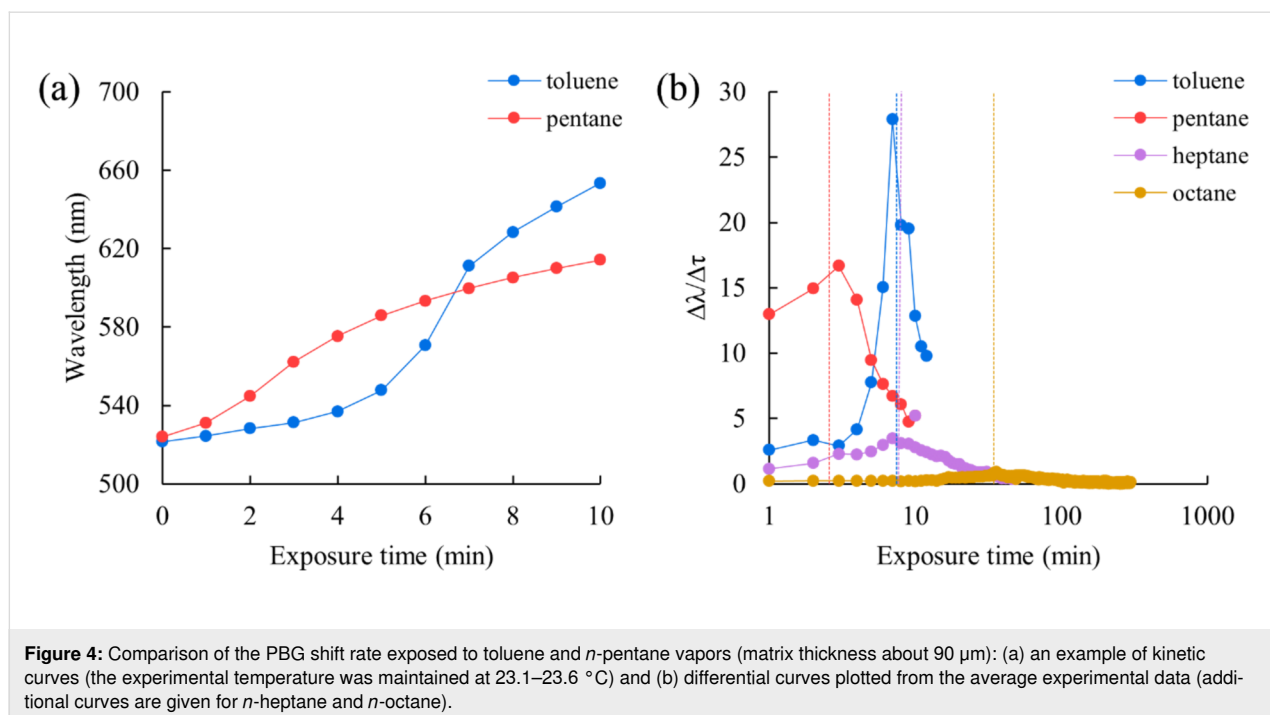 (a)
toluene
pentane
700
660
620
580
540
500
Wavelength (nm)
0 2 4 6 8 10
Exposure time (min)
(b)
toluene
pentane
heptane
octane
30
25
20
15
10
5
0
Δλ/Δτ
1 10 100 1000
Exposure time (min)
Figure 4: Comparison of the PBG shift rate exposed to toluene and n-pentane vapors (matrix thickness about 90 μm): (a) an example of kinetic
curves (the experimental temperature was maintained at 23.1–23.6 °C) and (b) differential curves plotted from the average experimental data (addi-
tional curves are given for n-heptane and n-octane).